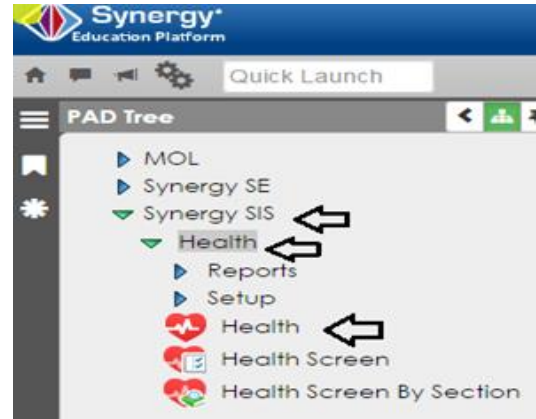 Synergy
Education Platform
Quick Launch
PAD Tree
MOL
Synergy SE
Synergy SIS
Health
Reports
Setup
Health
Health Screen
Health Screen By Section